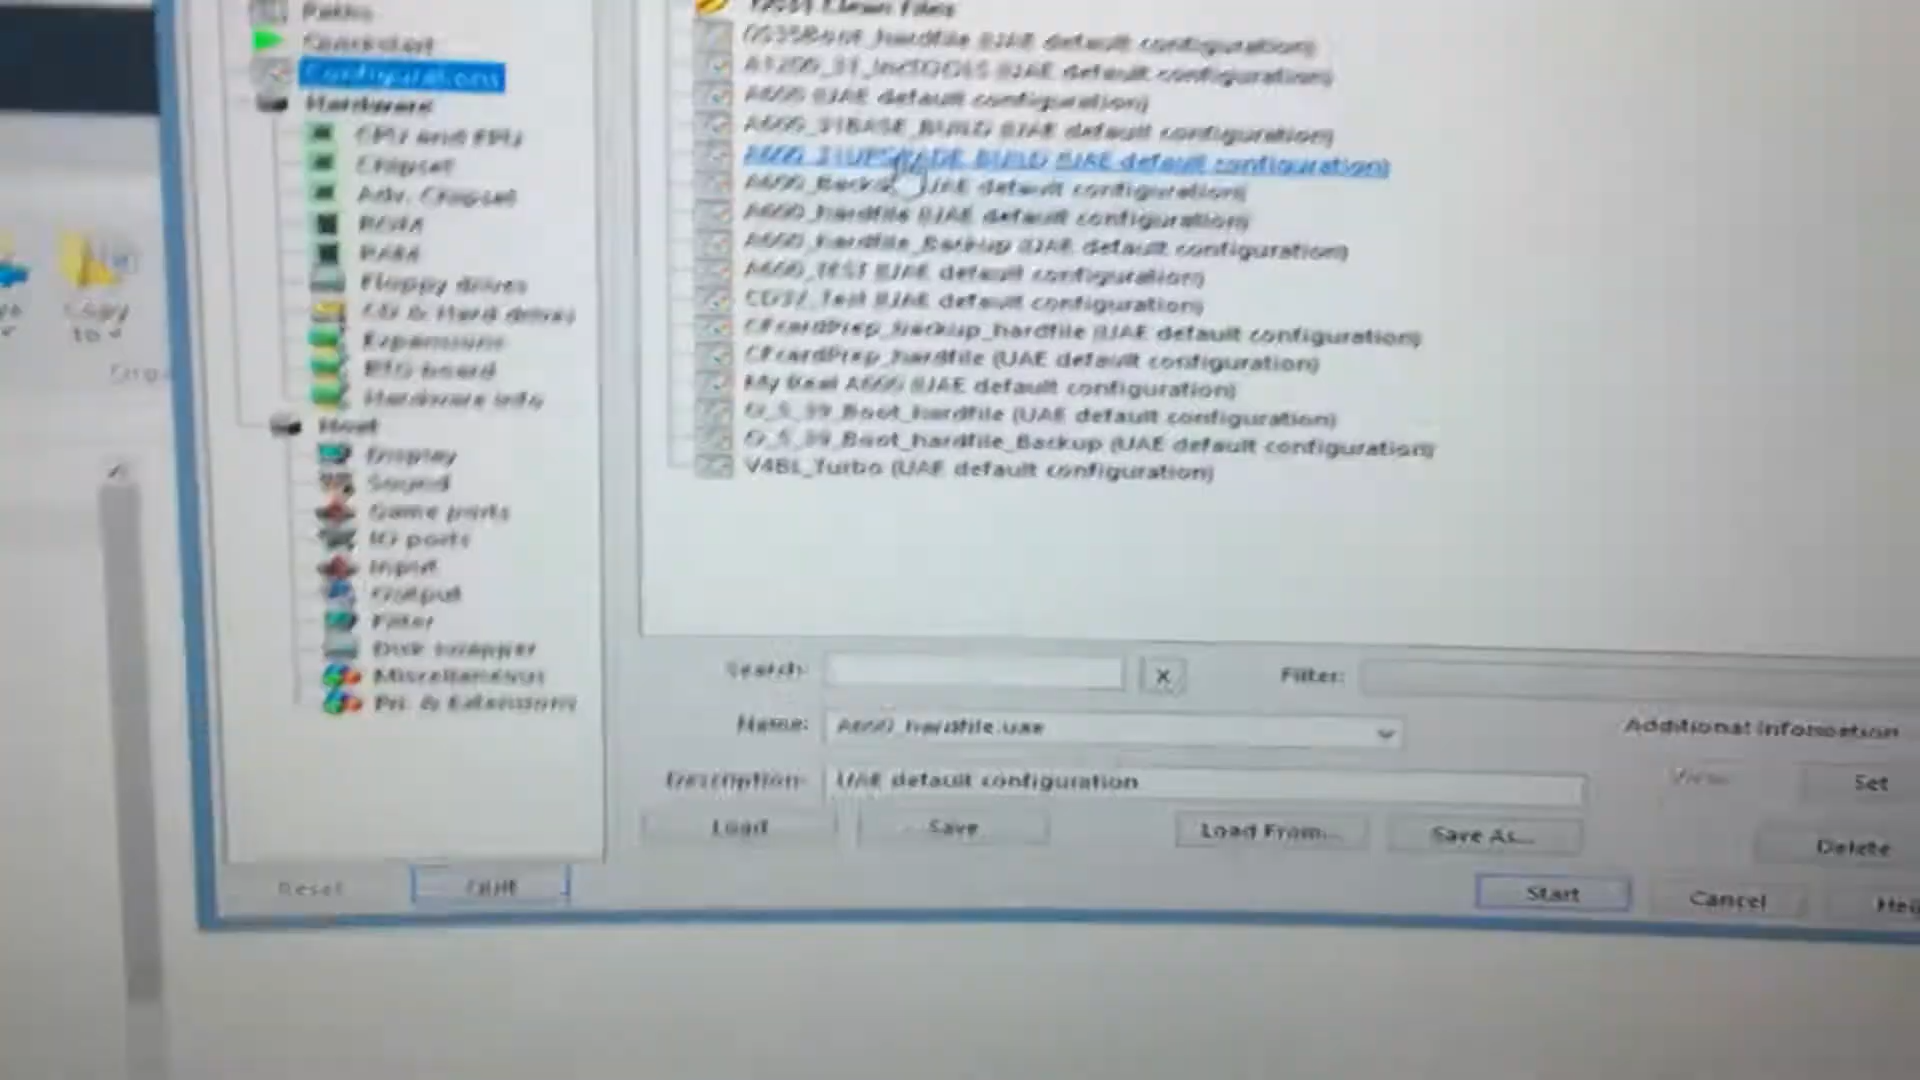 Paths
Quickstart
Configurations
Hardware
CPU and FPU
Chipset
Adv. Chipset
ROM
RAM
Floppy drives
CD & Hard drives
Expansions
RTG board
Hardware info
Host
Display
Sound
Game ports
IO ports
Input
Output
Filter
Disk swapper
Miscellaneous
Pri. & Extensions
Clean Files
(UAE default configuration)
(UAE default configuration)
A600 (UAE default configuration)
A600_31BASE_BUILD (UAE default configuration)
A600_31UPGRADE_BUILD (UAE default configuration)
A600_Backup (UAE default configuration)
A600_hardfile (UAE default configuration)
A600_hardfile_Backup (UAE default configuration)
A600_TEST (UAE default configuration)
CD32_Test (UAE default configuration)
CFcardPrep_backup_hardfile (UAE default configuration)
CFcardPrep_hardfile (UAE default configuration)
My Real A600 (UAE default configuration)
Boot_hardfile (UAE default configuration)
Boot_hardfile_Backup (UAE default configuration)
V4BL_Turbo (UAE default configuration)
Search:
X
Filter:
Name:
A600_hardfile.uae
Additional Information
Description:
UAE default configuration
View
Set
Load
Save
Load From...
Save As...
Delete
Reset
Quit
Start
Cancel
Copy
to